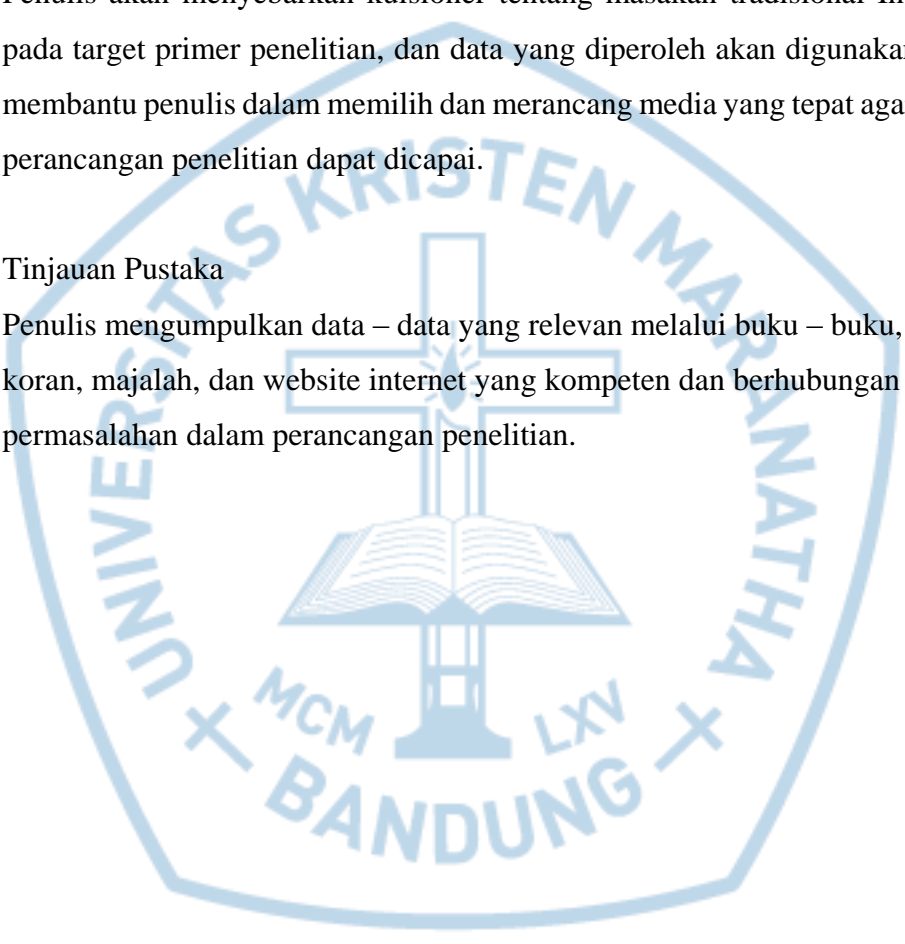 Penulis akan menyebarkan kuisioner tentang masakan tradisional In
pada target primer penelitian, dan data yang diperoleh akan digunakan
membantu penulis dalam memilih dan merancang media yang tepat aga
perancangan penelitian dapat dicapai.
Tinjauan Pustaka
Penulis mengumpulkan data – data yang relevan melalui buku – buku,
koran, majalah, dan website internet yang kompeten dan berhubungan
permasalahan dalam perancangan penelitian.
UNIVERSITAS KRISTEN MARANATHA
MCM LXV
+ BANDUNG +